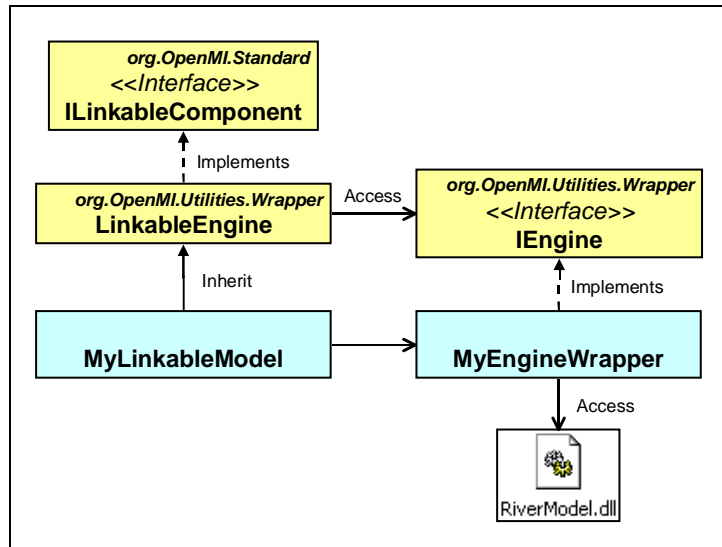 org.OpenMI.Standard
<<Interface>>
ILinkableComponent
Implements
org.OpenMI.Utilities.Wrapper
LinkableEngine
Access
org.OpenMI.Utilities.Wrapper
<<Interface>>
IEngine
Inherit
Implements
MyLinkableModel
MyEngineWrapper
Access
RiverModel.dll